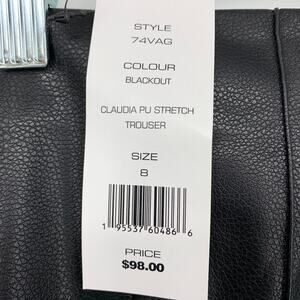 STYLE
74VAG
COLOUR
BLACKOUT
CLAUDIA PU STRETCH
TROUSER
SIZE
8
1 95537 60486 6
PRICE
$98.00